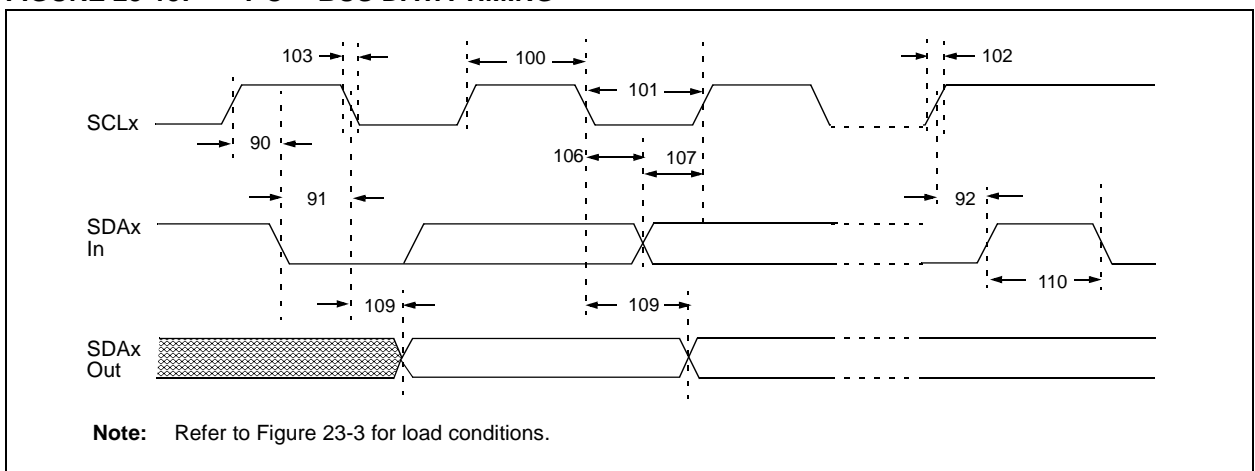 103
100
102
101
SCLx
90
106
107
91
92
SDAx
In
110
109
109
SDAx
Out
Note: Refer to Figure 23-3 for load conditions.